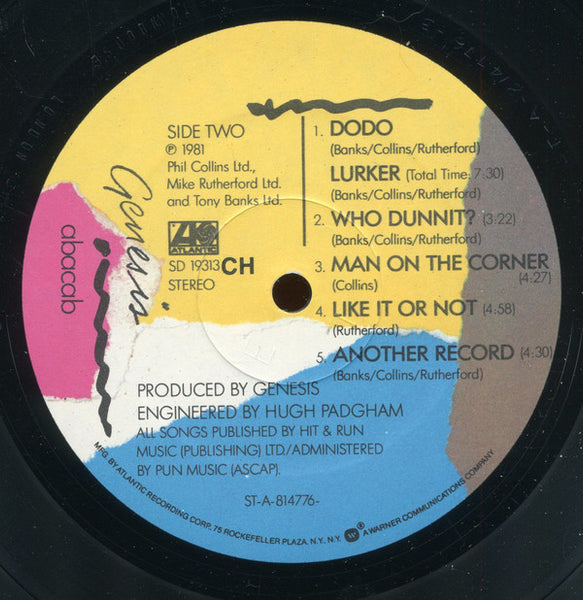 SIDE TWO
℗ 1981
Phil Collins Ltd.,
Mike Rutherford Ltd.
and Tony Banks Ltd.
ATLANTIC
SD 19313 CH
STEREO
1. DODO
(Banks/Collins/Rutherford)
LURKER (Total Time: 7:30)
(Banks/Collins/Rutherford)
2. WHO DUNNIT? (3:22)
(Banks/Collins/Rutherford)
3. MAN ON THE CORNER
(4:27)
(Collins)
4. LIKE IT OR NOT (4:58)
(Rutherford)
5. ANOTHER RECORD (4:30)
(Banks/Collins/Rutherford)
Genesis
abacab
PRODUCED BY GENESIS
ENGINEERED BY HUGH PADGHAM
ALL SONGS PUBLISHED BY HIT & RUN
MUSIC (PUBLISHING) LTD/ADMINISTERED
BY PUN MUSIC (ASCAP).
ST-A-814776-
MFG. BY ATLANTIC RECORDING CORP., 75 ROCKEFELLER PLAZA, N.Y., N.Y. ® A WARNER COMMUNICATIONS COMPANY